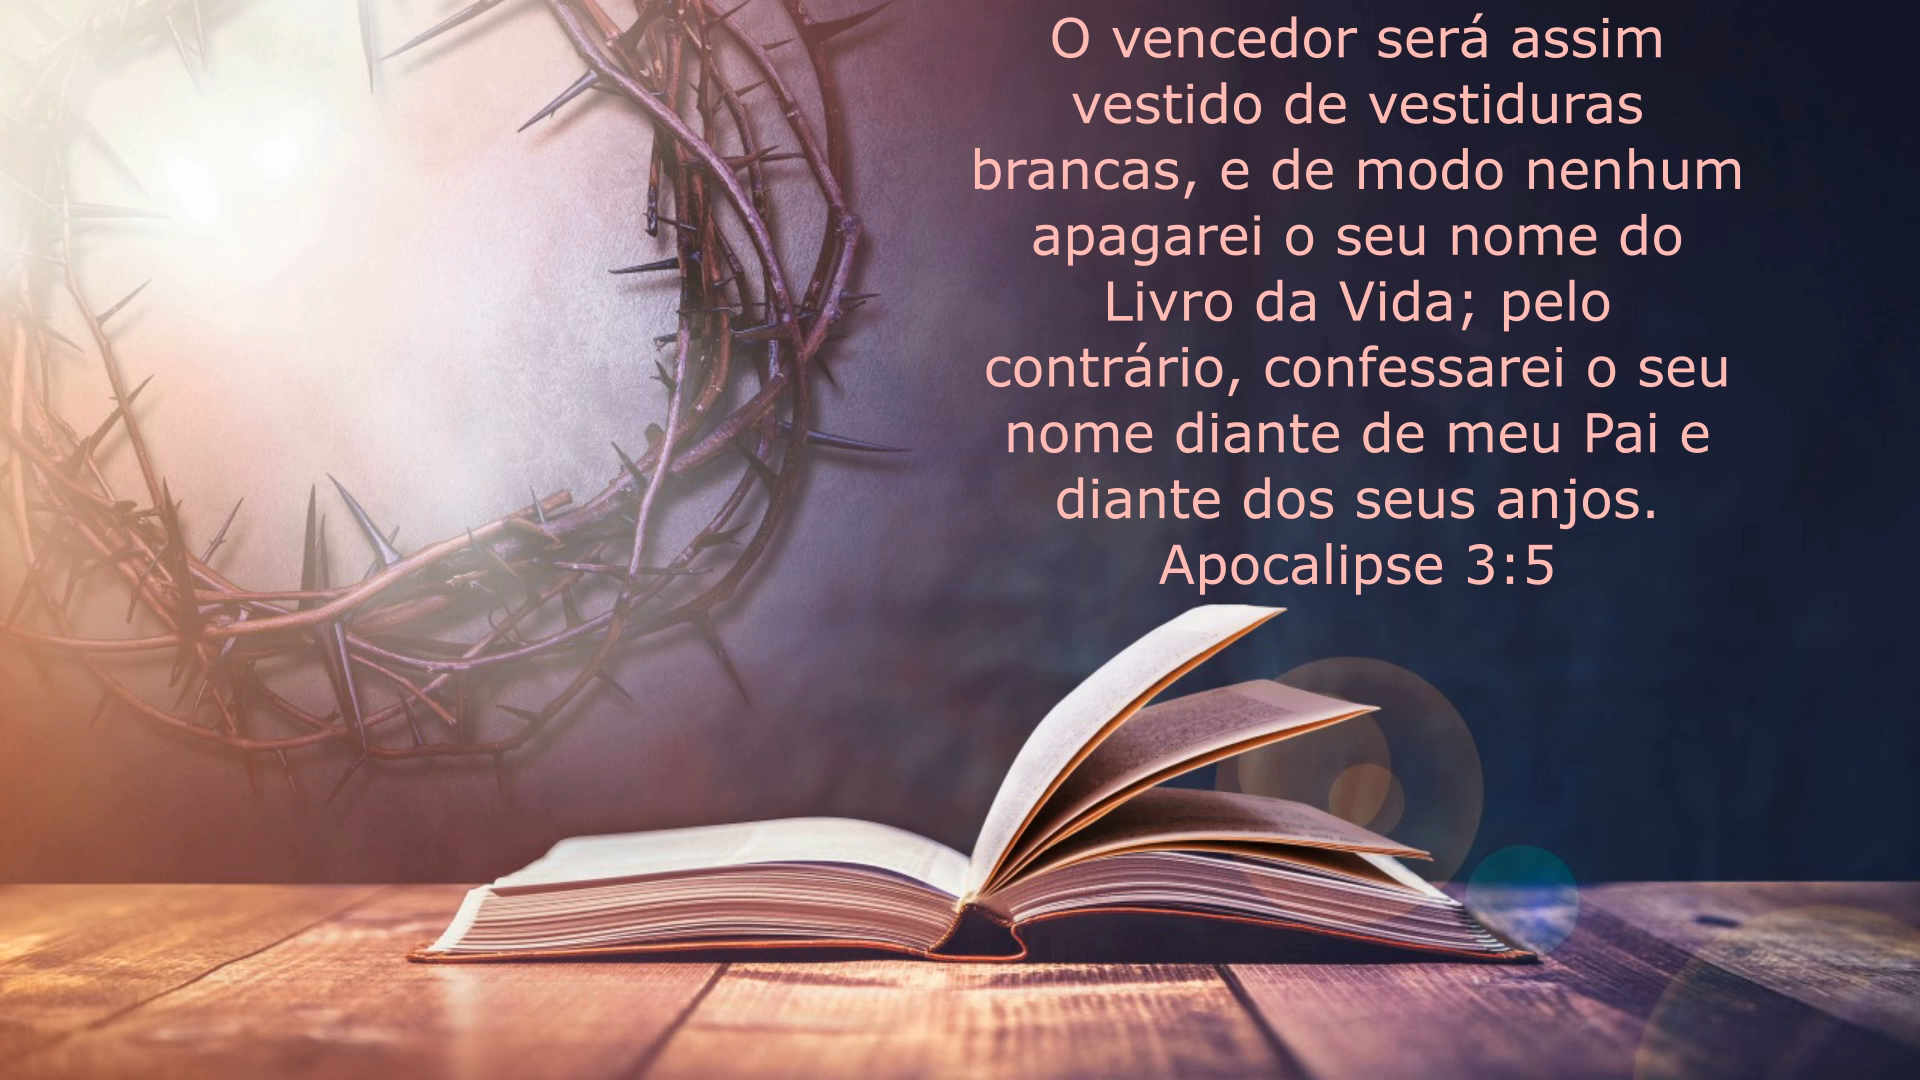 O vencedor será assim
vestido de vestiduras
brancas, e de modo nenhum
apagarei o seu nome do
Livro da Vida; pelo
contrário, confessarei o seu
nome diante de meu Pai e
diante dos seus anjos.
Apocalipse 3:5